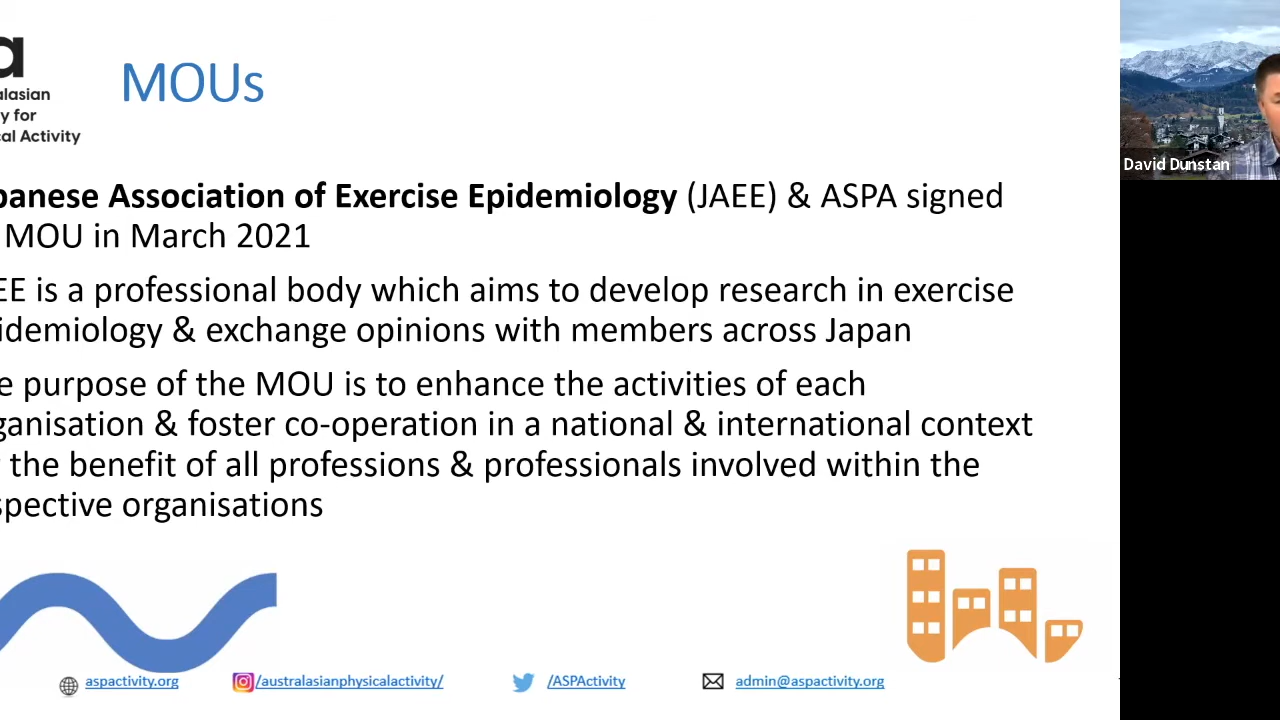 a
alasian
y for
cal Activity
MOUs
panese Association of Exercise Epidemiology (JAEE) & ASPA signed
MOU in March 2021
EE is a professional body which aims to develop research in exercise
idemiology & exchange opinions with members across Japan
e purpose of the MOU is to enhance the activities of each
ganisation & foster co-operation in a national & international context
the benefit of all professions & professionals involved within the
spective organisations
aspactivity.org
/australasianphysicalactivity/
/ASPActivity
admin@aspactivity.org
David Dunstan